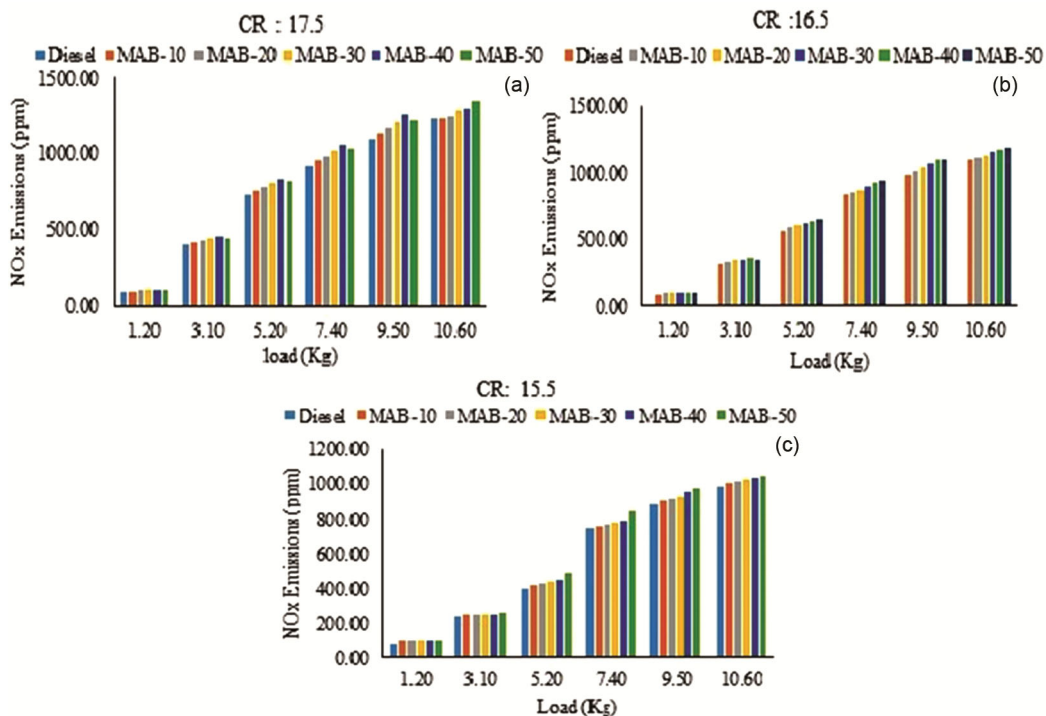 CR : 17.5
Diesel MAB-10 MAB-20 MAB-30 MAB-40 MAB-50
(a)
NOx Emissions (ppm)
1500.00
1000.00
500.00
0.00
1.20 3.10 5.20 7.40 9.50 10.60
load (Kg)
CR :16.5
Diesel MAB-10 MAB-20 MAB-30 MAB-40 MAB-50
(b)
NOx Emissions (ppm)
1500.00
1000.00
500.00
0.00
1.20 3.10 5.20 7.40 9.50 10.60
Load (Kg)
CR: 15.5
Diesel MAB-10 MAB-20 MAB-30 MAB-40 MAB-50
(c)
NOx Emissions (ppm)
1200.00
1000.00
800.00
600.00
400.00
200.00
0.00
1.20 3.10 5.20 7.40 9.50 10.60
Load (Kg)